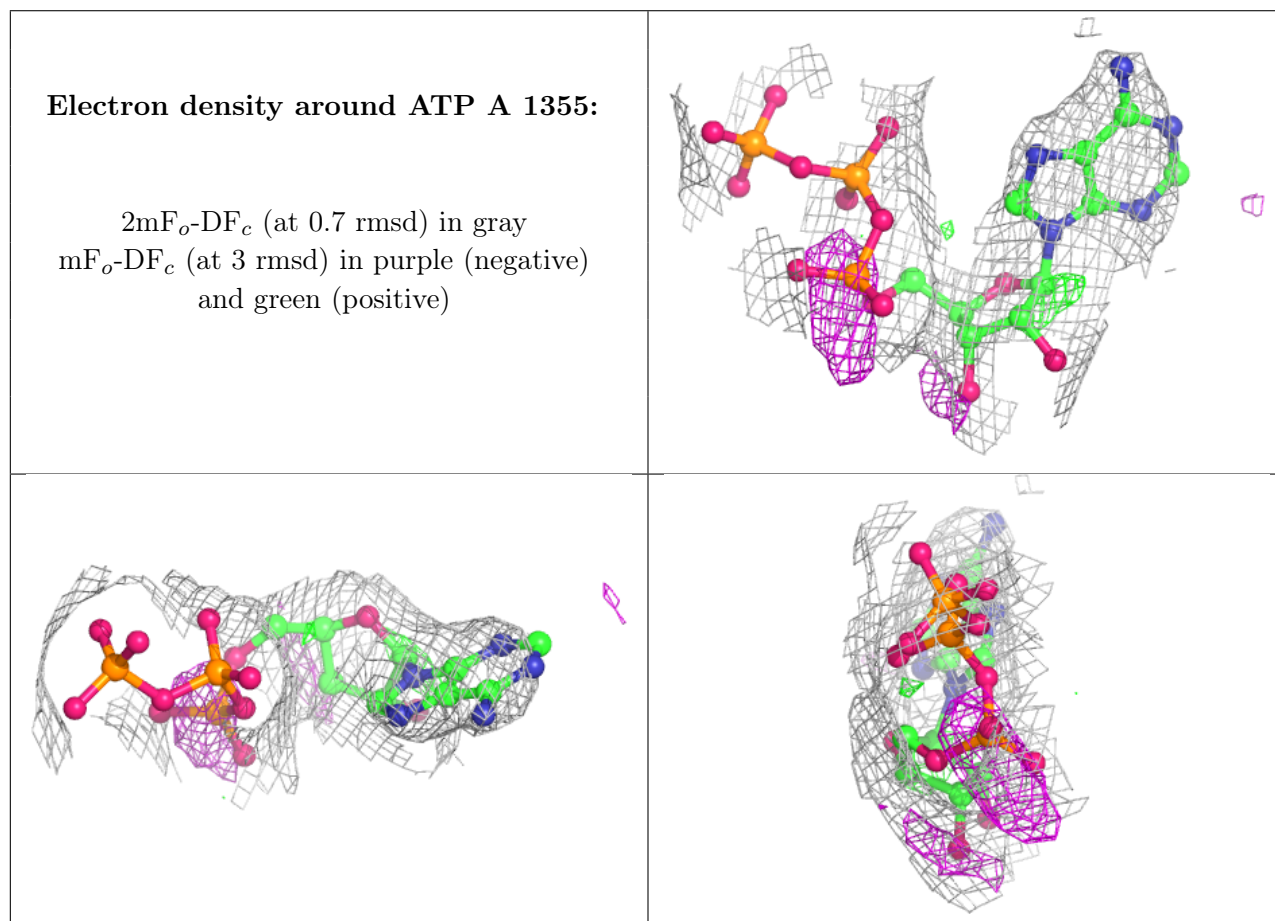 Electron density around ATP A 1355:
2mFo-DFc (at 0.7 rmsd) in gray
mFo-DFc (at 3 rmsd) in purple (negative)
and green (positive)